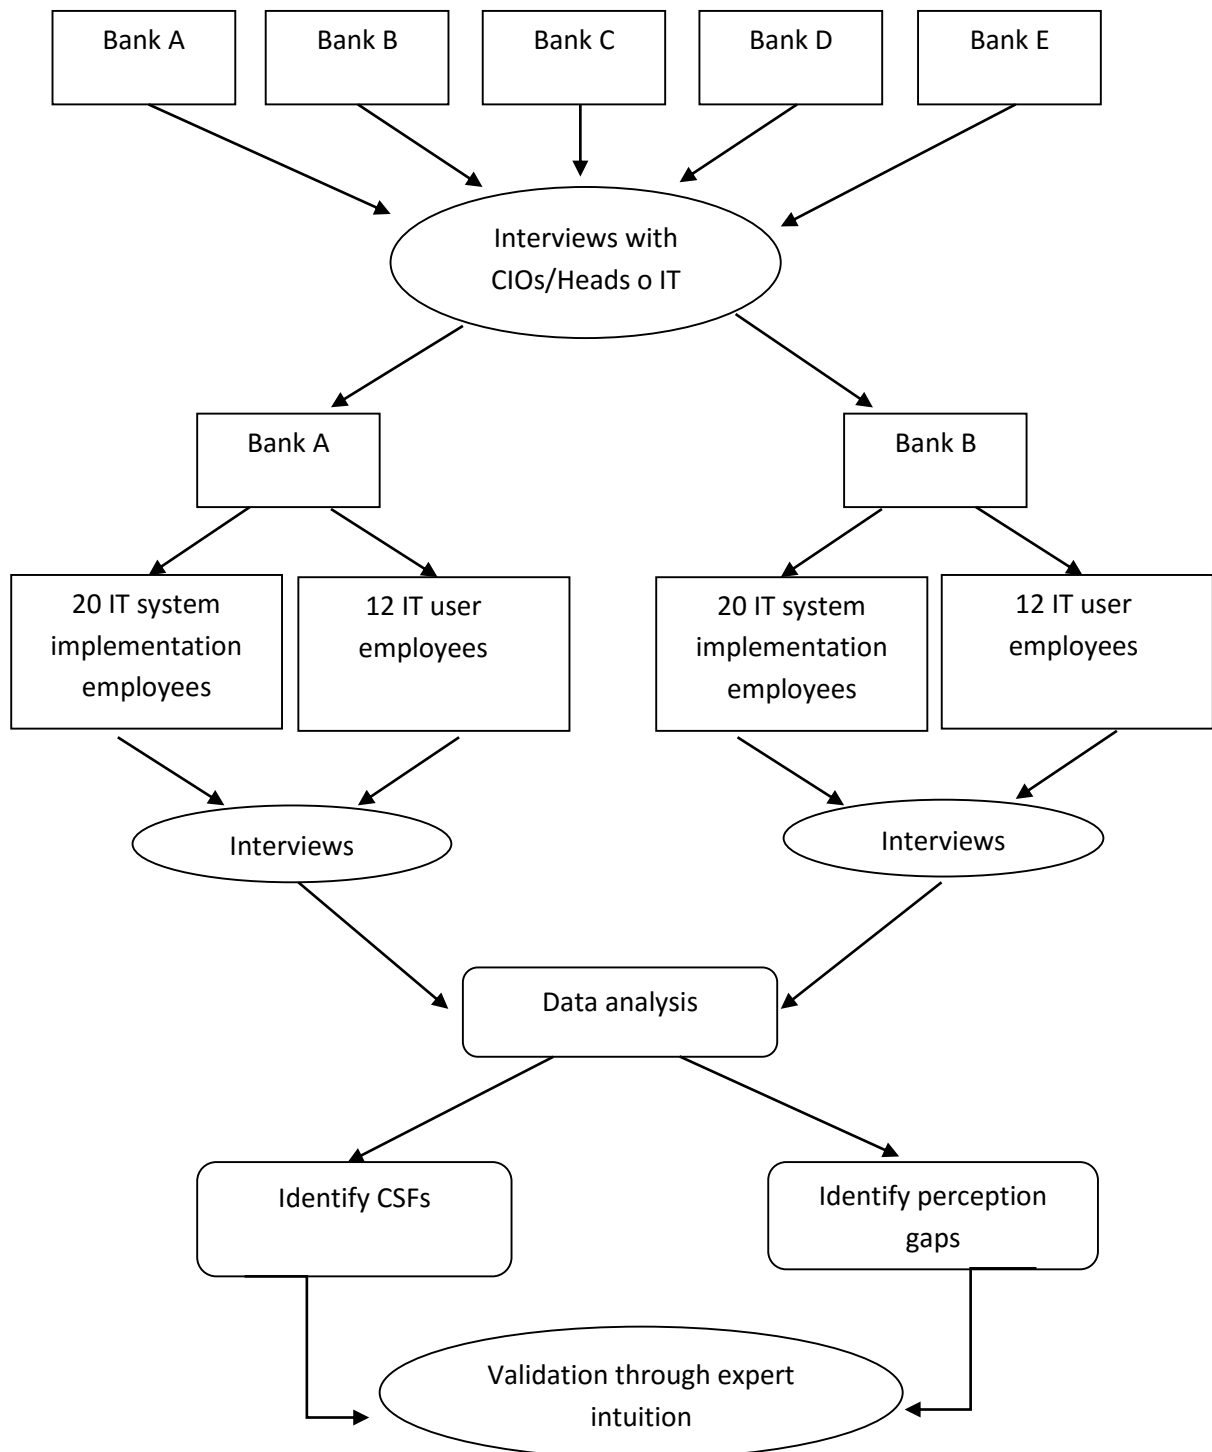 Bank A
Bank B
Bank C
Bank D
Bank E
Interviews with
CIOs/Heads o IT
Bank A
Bank B
20 IT system
implementation
employees
12 IT user
employees
20 IT system
implementation
employees
12 IT user
employees
Interviews
Interviews
Data analysis
Identify CSFs
Identify perception
gaps
Validation through expert
intuition